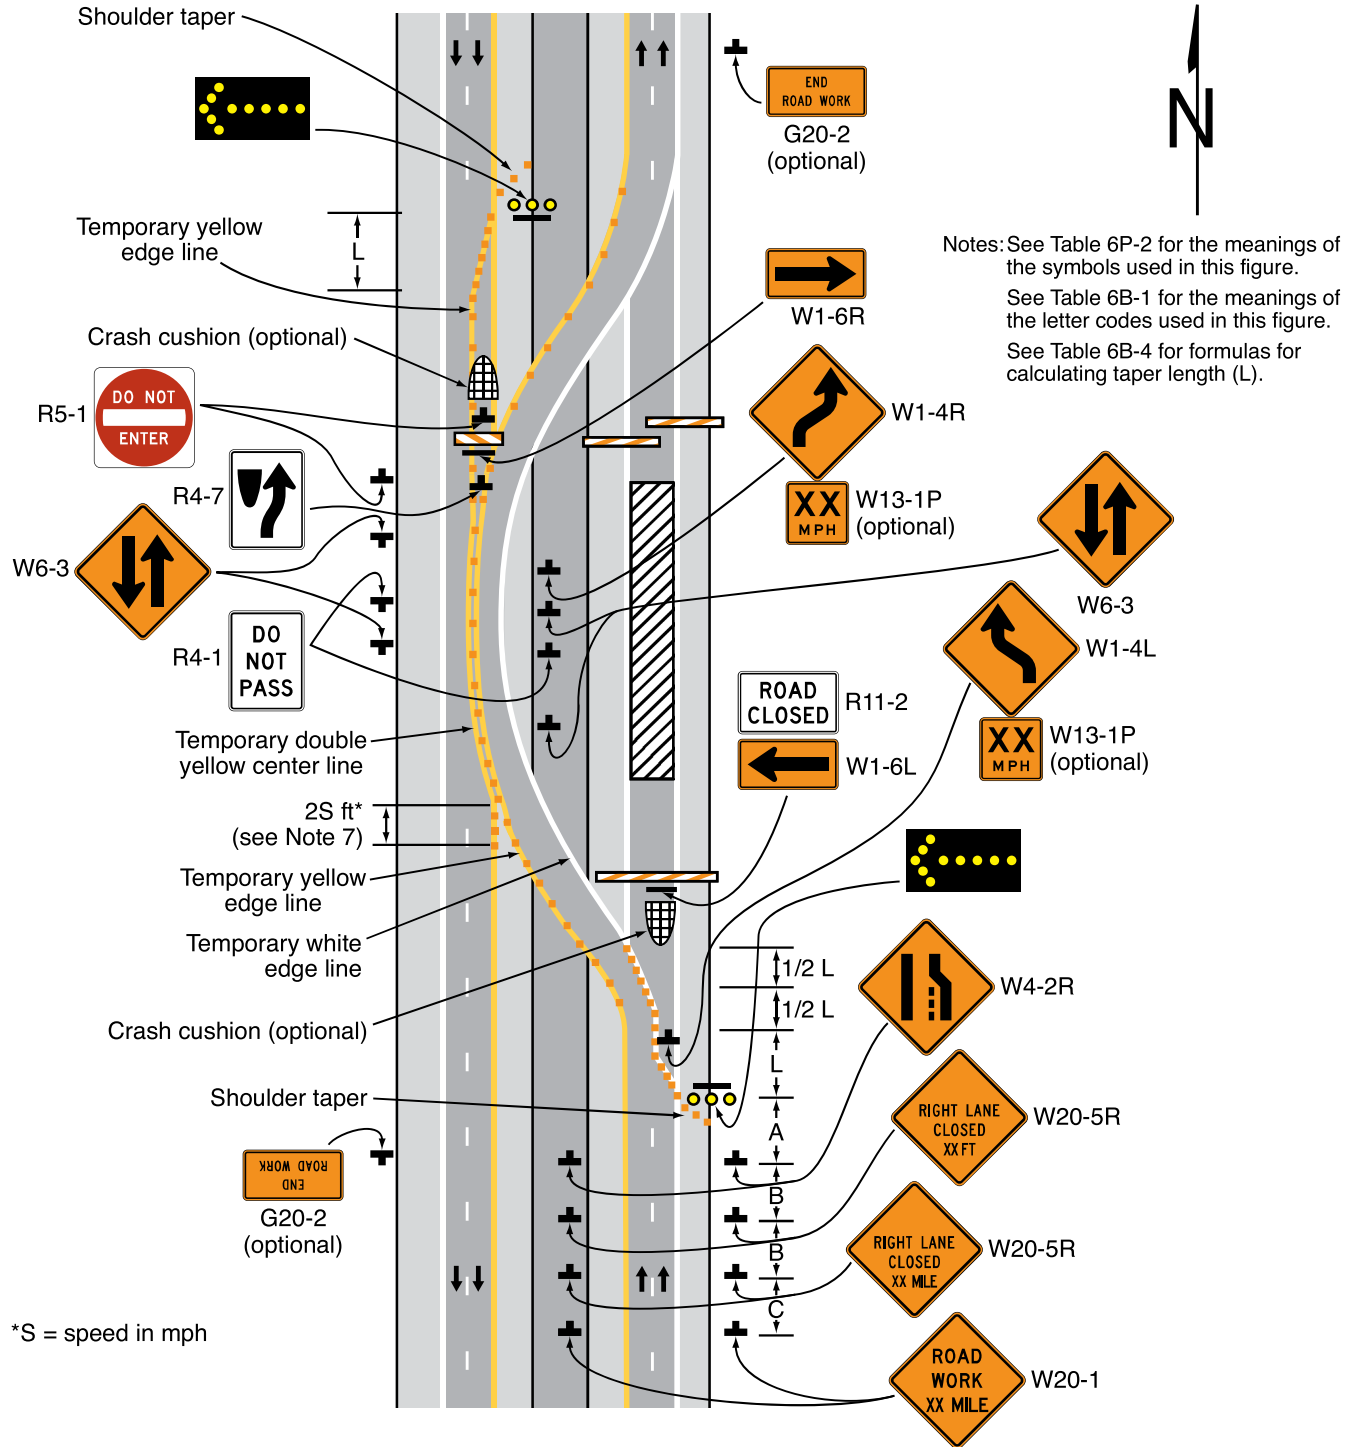 Shoulder taper
END
ROAD WORK
G20-2
(optional)
N
Temporary yellow
edge line
L
Notes: See Table 6P-2 for the meanings of
the symbols used in this figure.
See Table 6B-1 for the meanings of
the letter codes used in this figure.
See Table 6B-4 for formulas for
calculating taper length (L).
W1-6R
Crash cushion (optional)
R5-1
DO NOT
ENTER
W1-4R
R4-7
XX
MPH
W13-1P
(optional)
W6-3
W6-3
R4-1
DO
NOT
PASS
W1-4L
ROAD
CLOSED
R11-2
XX
MPH
W13-1P
(optional)
W1-6L
Temporary double
yellow center line
2S ft*
(see Note 7)
Temporary yellow
edge line
Temporary white
edge line
1/2 L
1/2 L
W4-2R
Crash cushion (optional)
L
Shoulder taper
A
RIGHT LANE
CLOSED
XX FT
W20-5R
END
ROAD WORK
G20-2
(optional)
B
B
RIGHT LANE
CLOSED
XX MILE
W20-5R
C
*S = speed in mph
ROAD
WORK
XX MILE
W20-1